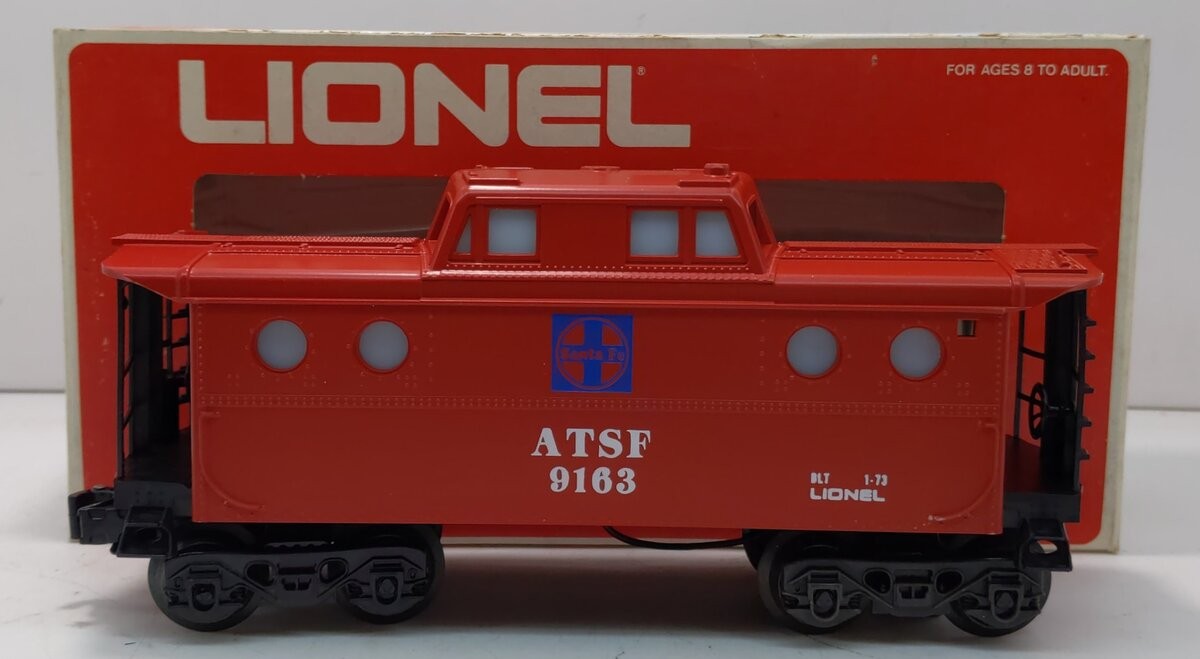 LIONEL®
FOR AGES 8 TO ADULT.
Santa Fe
ATSF
9163
BLT 1-73
LIONEL